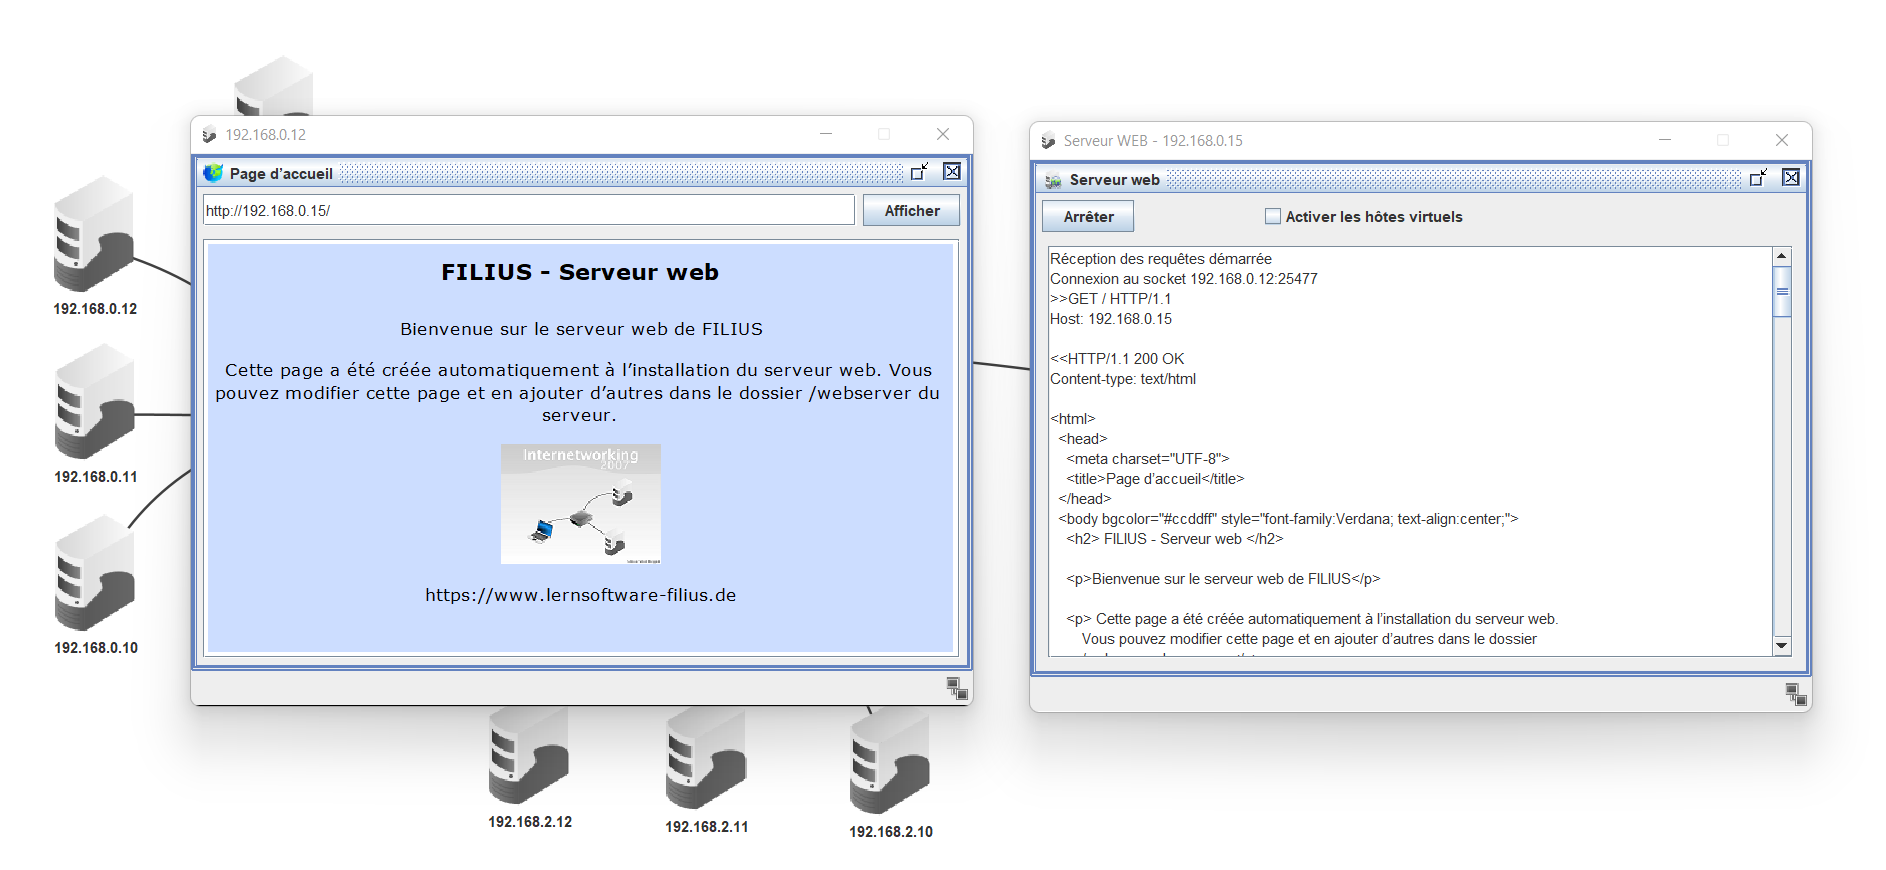 192.168.0.12
Page d’accueil
http://192.168.0.15/
Afficher
FILIUS - Serveur web
Bienvenue sur le serveur web de FILIUS
Cette page a été créée automatiquement à l’installation du serveur web. Vous
pouvez modifier cette page et en ajouter d’autres dans le dossier /webserver du
serveur.
Internetworking
2007
https://www.lernsoftware-filius.de
Serveur WEB - 192.168.0.15
Serveur web
Arrêter
Activer les hôtes virtuels
Réception des requêtes démarrée
Connexion au socket 192.168.0.12:25477
>>GET / HTTP/1.1
Host: 192.168.0.15
<<HTTP/1.1 200 OK
Content-type: text/html
<html>
<head>
<meta charset="UTF-8">
<title>Page d’accueil</title>
</head>
<body bgcolor="#ccddff" style="font-family:Verdana; text-align:center;">
<h2> FILIUS - Serveur web </h2>
<p>Bienvenue sur le serveur web de FILIUS</p>
<p> Cette page a été créée automatiquement à l’installation du serveur web.
Vous pouvez modifier cette page et en ajouter d’autres dans le dossier
192.168.0.12
192.168.0.11
192.168.0.10
192.168.2.12
192.168.2.11
192.168.2.10